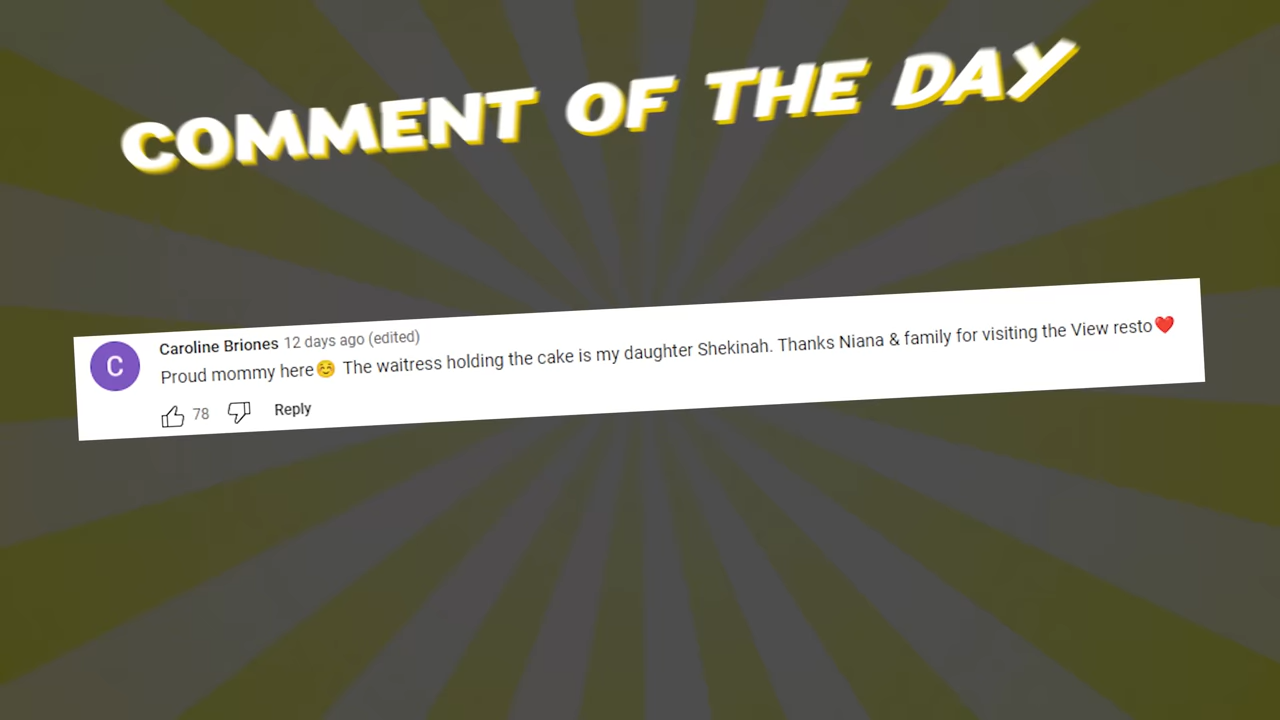 COMMENT OF THE DAY
C
Caroline Briones 12 days ago (edited)
Proud mommy here☺️ The waitress holding the cake is my daughter Shekinah. Thanks Niana & family for visiting the View resto❤️
78 Reply